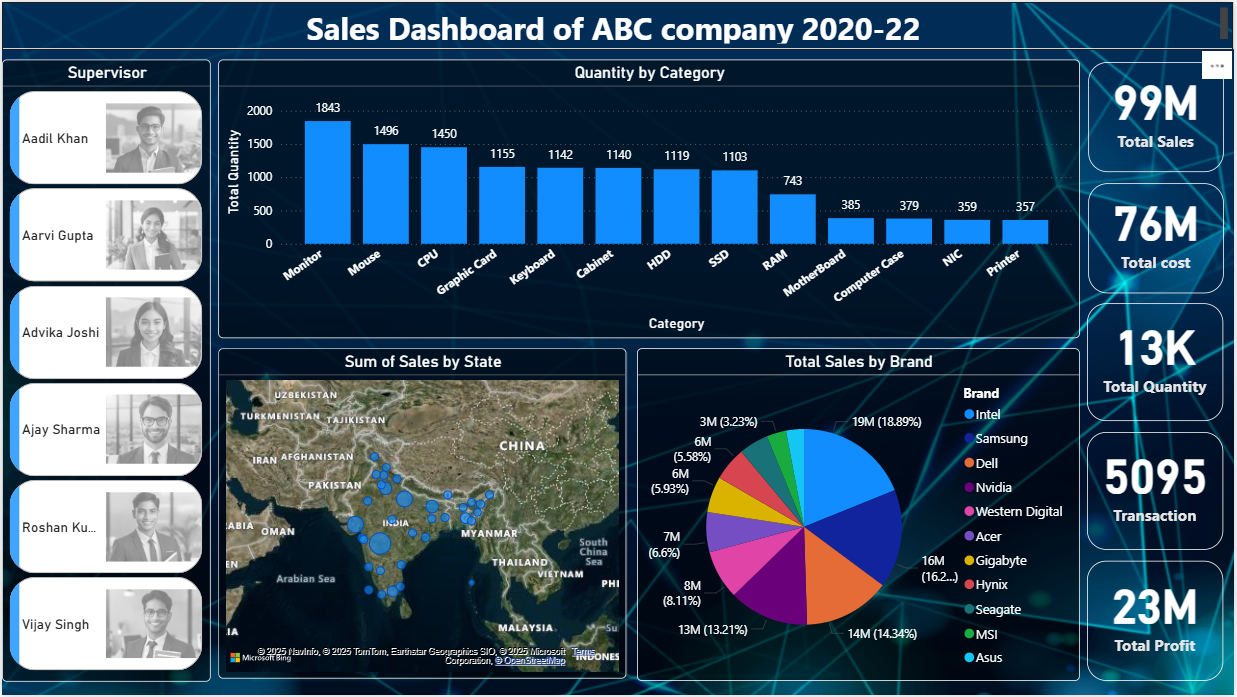 Sales Dashboard of ABC company 2020-22
Supervisor
Aadil Khan
Aarvi Gupta
Advika Joshi
Ajay Sharma
Roshan Ku...
Vijay Singh
Quantity by Category
Total Quantity
2000
1500
1000
500
0
1843
1496
1450
1155
1142
1140
1119
1103
743
385
379
359
357
Monitor
Mouse
CPU
Graphic Card
Keyboard
Cabinet
HDD
SSD
RAM
MotherBoard
Computer Case
NIC
Printer
Category
Sum of Sales by State
UZBEKISTAN
TURKMENISTAN
TAJIKISTAN
CHINA
IRAN
AFGHANISTAN
PAKISTAN
ABIA
OMAN
INDIA
MYANMAR
EN
THAILAND
South
China
Sea
VIETNAM
Arabian Sea
PHI
MALAYSIA
IA
Su
INDONES
Microsoft Bing
© 2025 NavInfo, © 2025 TomTom, Earthstar Geographics SIO, © 2025 Microsoft Terms
Corporation, © OpenStreetMap
Total Sales by Brand
19M (18.89%)
16M
(16.2...)
14M (14.34%)
13M (13.21%)
8M
(8.11%)
7M
(6.6%)
6M
(5.93%)
6M
(5.58%)
3M (3.23%)
Brand
Intel
Samsung
Dell
Nvidia
Western Digital
Acer
Gigabyte
Hynix
Seagate
MSI
Asus
99M
Total Sales
76M
Total cost
13K
Total Quantity
5095
Transaction
23M
Total Profit